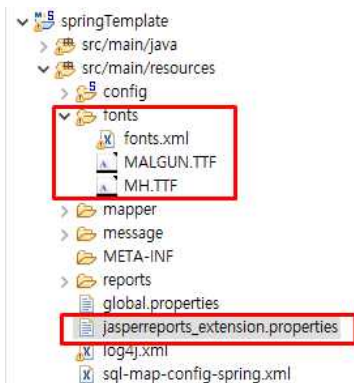 springTemplate
src/main/java
src/main/resources
config
fonts
fonts.xml
MALGUN.TTF
MH.TTF
mapper
message
META-INF
reports
global.properties
jasperreports_extension.properties
log4j.xml
sql-map-config-spring.xml